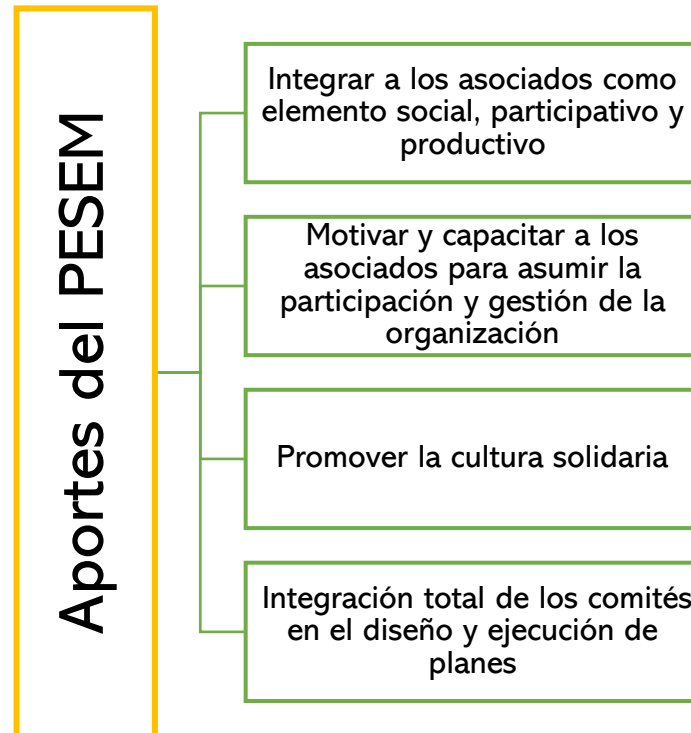 Aportes del PESEM
Integrar a los asociados como
elemento social, participativo y
productivo
Motivar y capacitar a los
asociados para asumir la
participación y gestión de la
organización
Promover la cultura solidaria
Integración total de los comités
en el diseño y ejecución de
planes